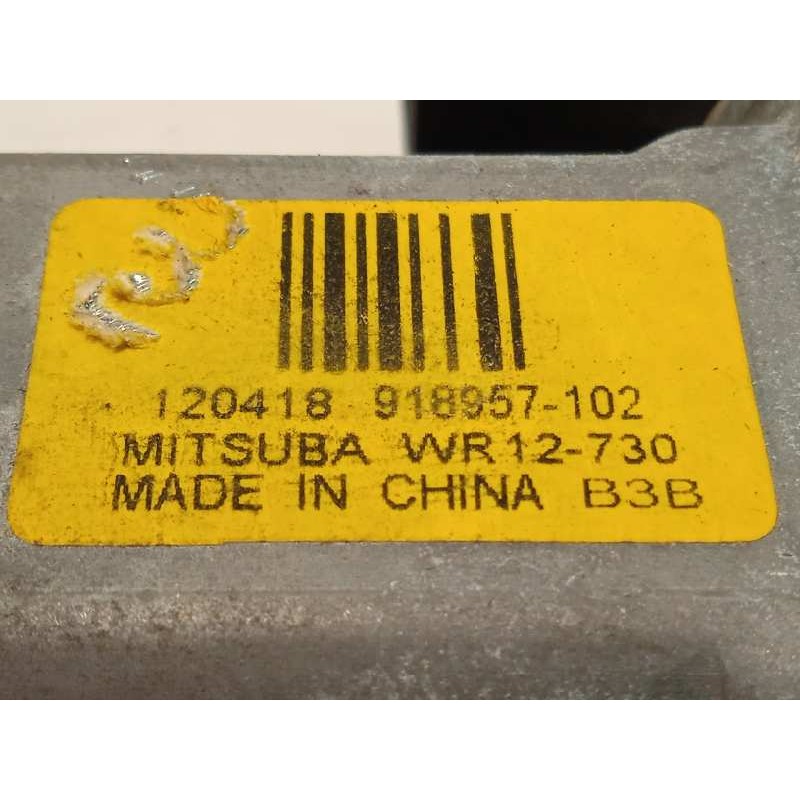 120418 918957-102
MITSUBA WR12-730
MADE IN CHINA B3B